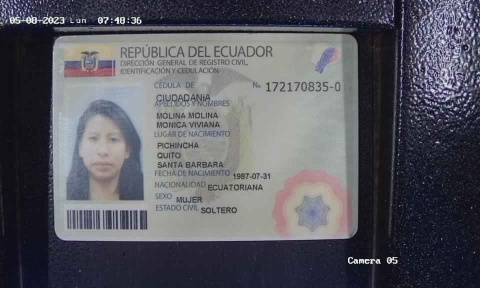 05-08-2023 Lun 07:48:36
REPÚBLICA DEL ECUADOR
DIRECCIÓN GENERAL DE REGISTRO CIVIL,
IDENTIFICACIÓN Y CEDULACIÓN
CÉDULA DE No 172170835-0
CIUDADANIA
APELLIDOS Y NOMBRES
MOLINA MOLINA
MONICA VIVIANA
LUGAR DE NACIMIENTO
PICHINCHA
QUITO
SANTA BARBARA
FECHA DE NACIMIENTO 1987-07-31
NACIONALIDAD ECUATORIANA
SEXO MUJER
ESTADO CIVIL SOLTERO
Camera 05